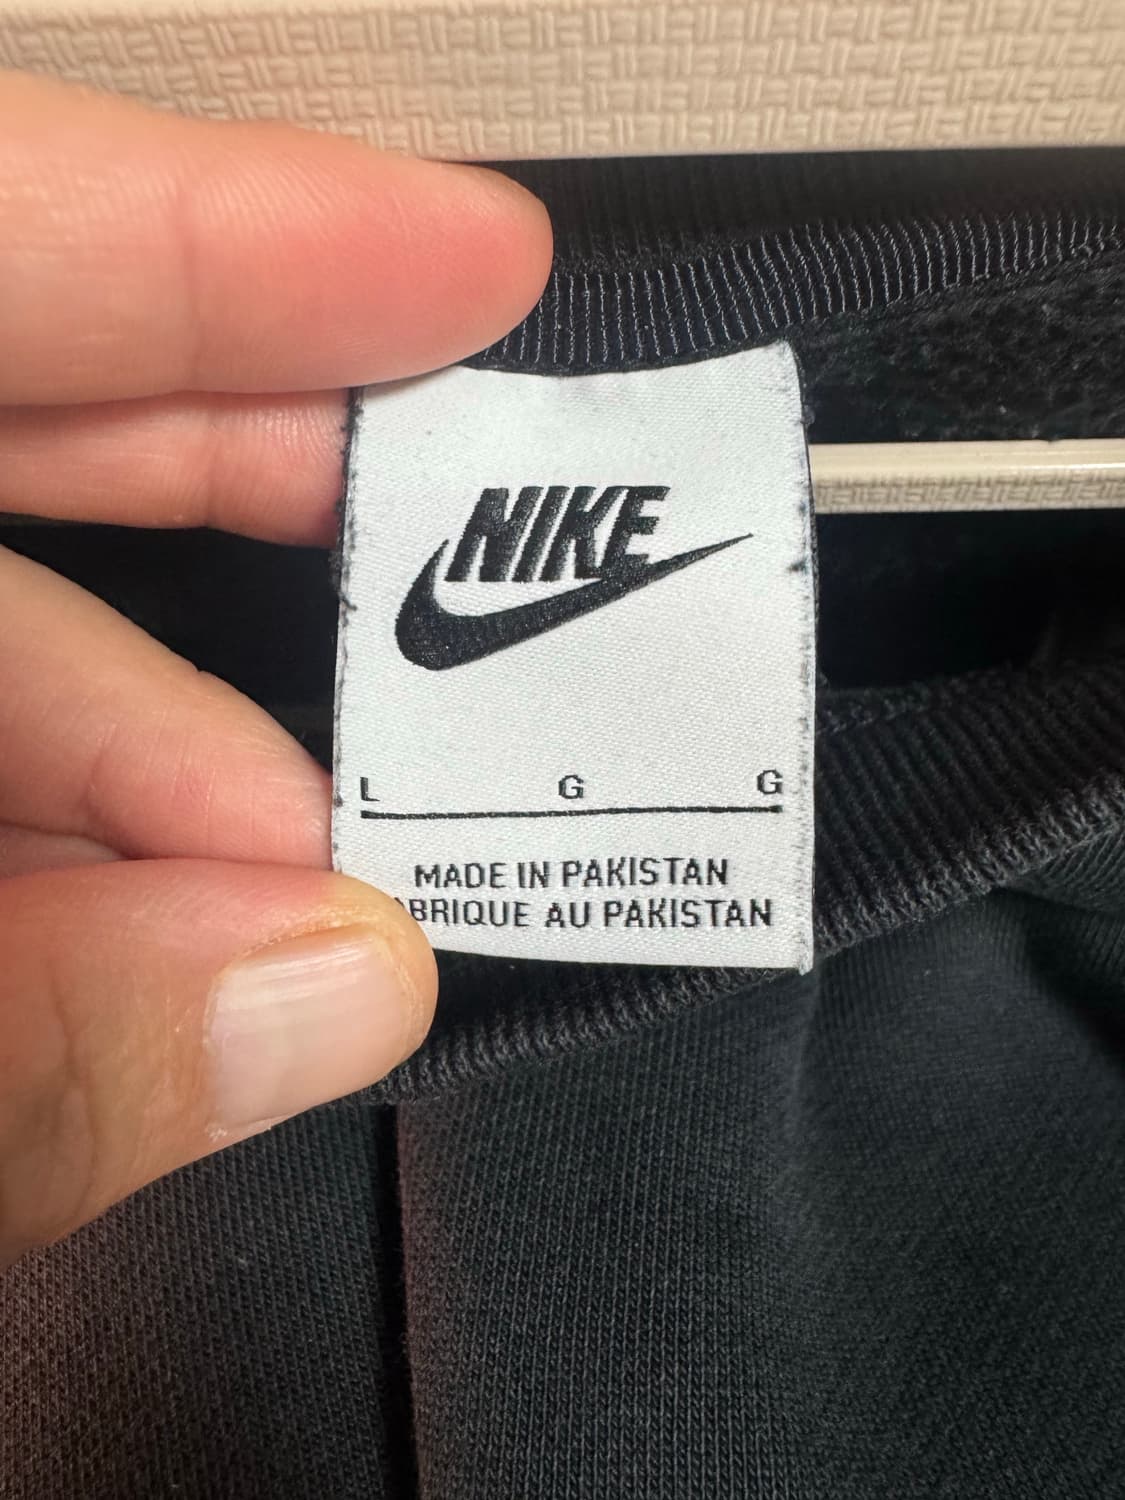 NIKE
L G G
MADE IN PAKISTAN
ABRIQUE AU PAKISTAN